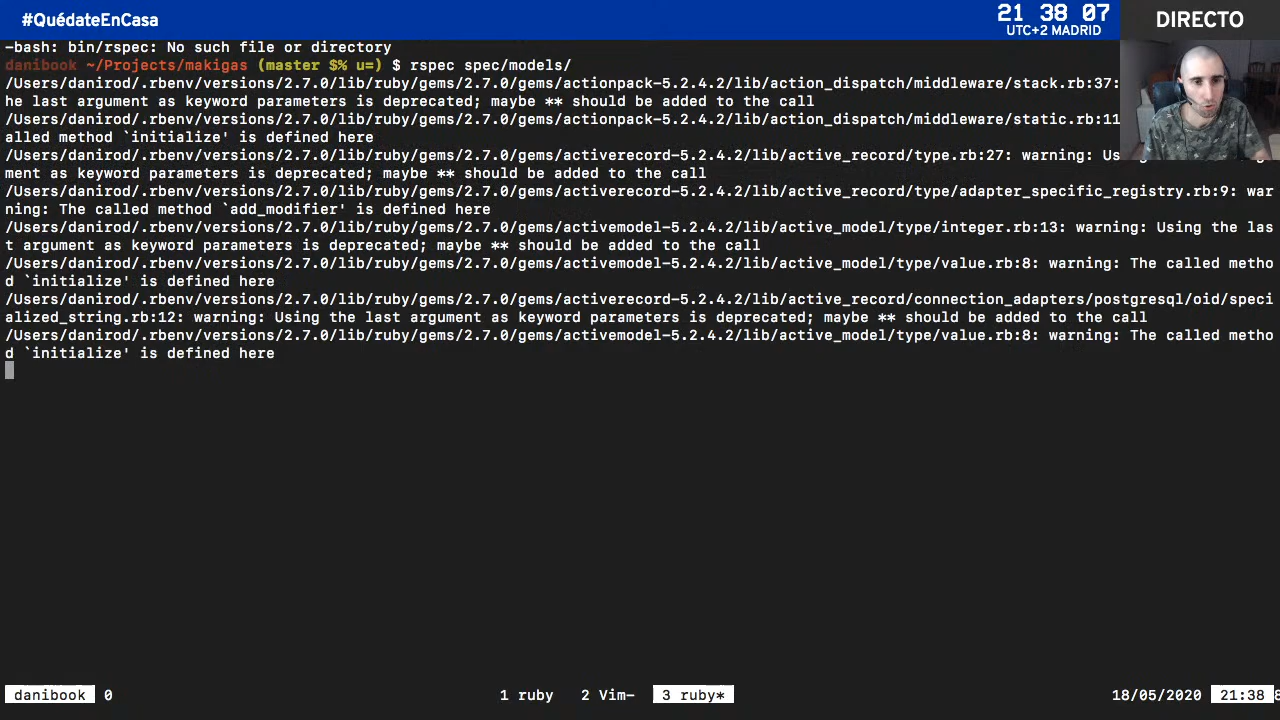 #QuédateEnCasa
21 38 07
UTC+2 MADRID
DIRECTO
-bash: bin/rspec: No such file or directory
danibook ~/Projects/makigas (master $% u=) $ rspec spec/models/
/Users/danirod/.rbenv/versions/2.7.0/lib/ruby/gems/2.7.0/gems/actionpack-5.2.4.2/lib/action_dispatch/middleware/stack.rb:37:
he last argument as keyword parameters is deprecated; maybe ** should be added to the call
/Users/danirod/.rbenv/versions/2.7.0/lib/ruby/gems/2.7.0/gems/actionpack-5.2.4.2/lib/action_dispatch/middleware/static.rb:11
alled method `initialize' is defined here
/Users/danirod/.rbenv/versions/2.7.0/lib/ruby/gems/2.7.0/gems/activerecord-5.2.4.2/lib/active_record/type.rb:27: warning:
ment as keyword parameters is deprecated; maybe ** should be added to the call
/Users/danirod/.rbenv/versions/2.7.0/lib/ruby/gems/2.7.0/gems/activerecord-5.2.4.2/lib/active_record/type/adapter_specific_registry.rb:9: war
ning: The called method `add_modifier' is defined here
/Users/danirod/.rbenv/versions/2.7.0/lib/ruby/gems/2.7.0/gems/activemodel-5.2.4.2/lib/active_model/type/integer.rb:13: warning: Using the las
t argument as keyword parameters is deprecated; maybe ** should be added to the call
/Users/danirod/.rbenv/versions/2.7.0/lib/ruby/gems/2.7.0/gems/activemodel-5.2.4.2/lib/active_model/type/value.rb:8: warning: The called metho
d `initialize' is defined here
/Users/danirod/.rbenv/versions/2.7.0/lib/ruby/gems/2.7.0/gems/activerecord-5.2.4.2/lib/active_record/connection_adapters/postgresql/oid/speci
alized_string.rb:12: warning: Using the last argument as keyword parameters is deprecated; maybe ** should be added to the call
/Users/danirod/.rbenv/versions/2.7.0/lib/ruby/gems/2.7.0/gems/activemodel-5.2.4.2/lib/active_model/type/value.rb:8: warning: The called metho
d `initialize' is defined here
danibook 0 1 ruby 2 Vim- 3 ruby* 18/05/2020 21:38